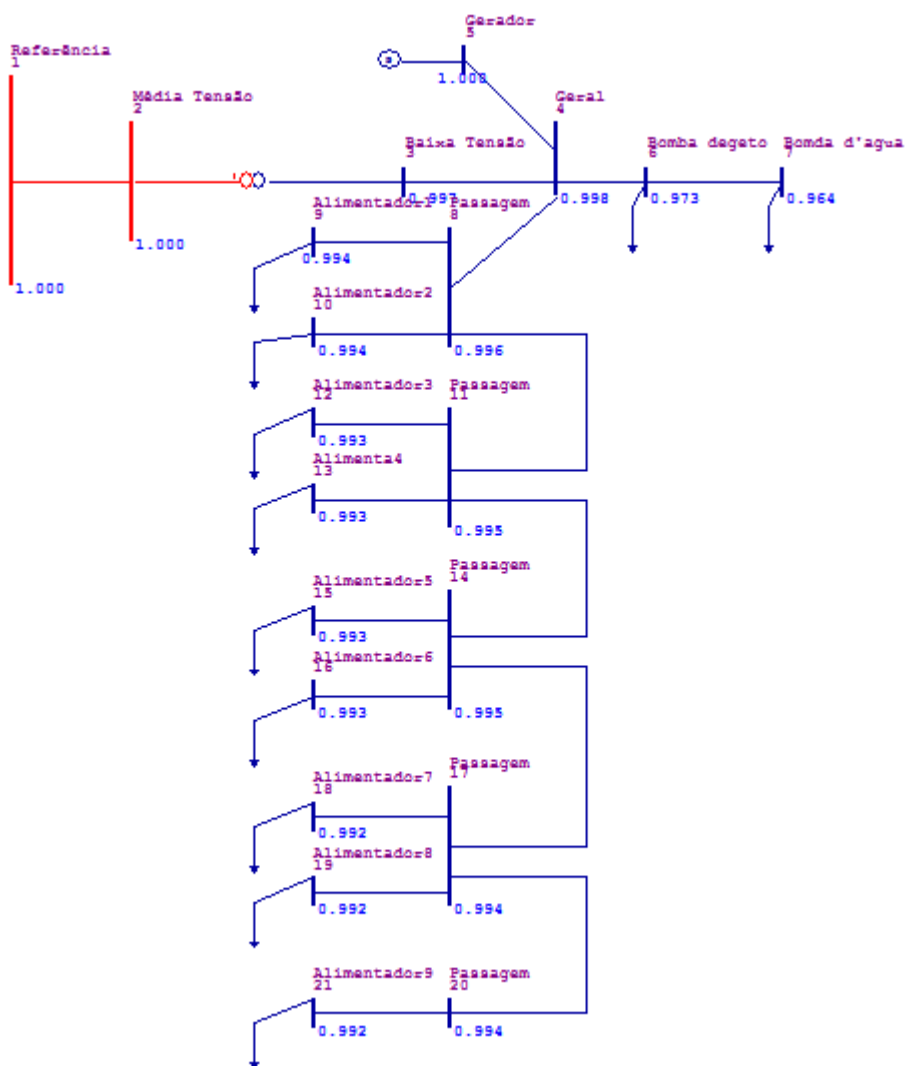 Gerador
5
1.000
Referência
1
1.000
Média Tensão
2
1.000
Baixa Tensão
3
0.997
Geral
4
0.998
Bomba degeto
6
0.973
Bomda d'agua
7
0.964
Alimentador1
9
0.994
Passagem
8
0.996
Alimentador2
10
0.994
Alimentador3
12
0.993
Passagem
11
0.995
Alimenta4
13
0.993
Passagem
14
0.995
Alimentador5
15
0.993
Alimentador6
16
0.993
Passagem
17
0.994
Alimentador7
18
0.992
Alimentador8
19
0.992
Alimentador9
21
0.992
Passagem
20
0.994